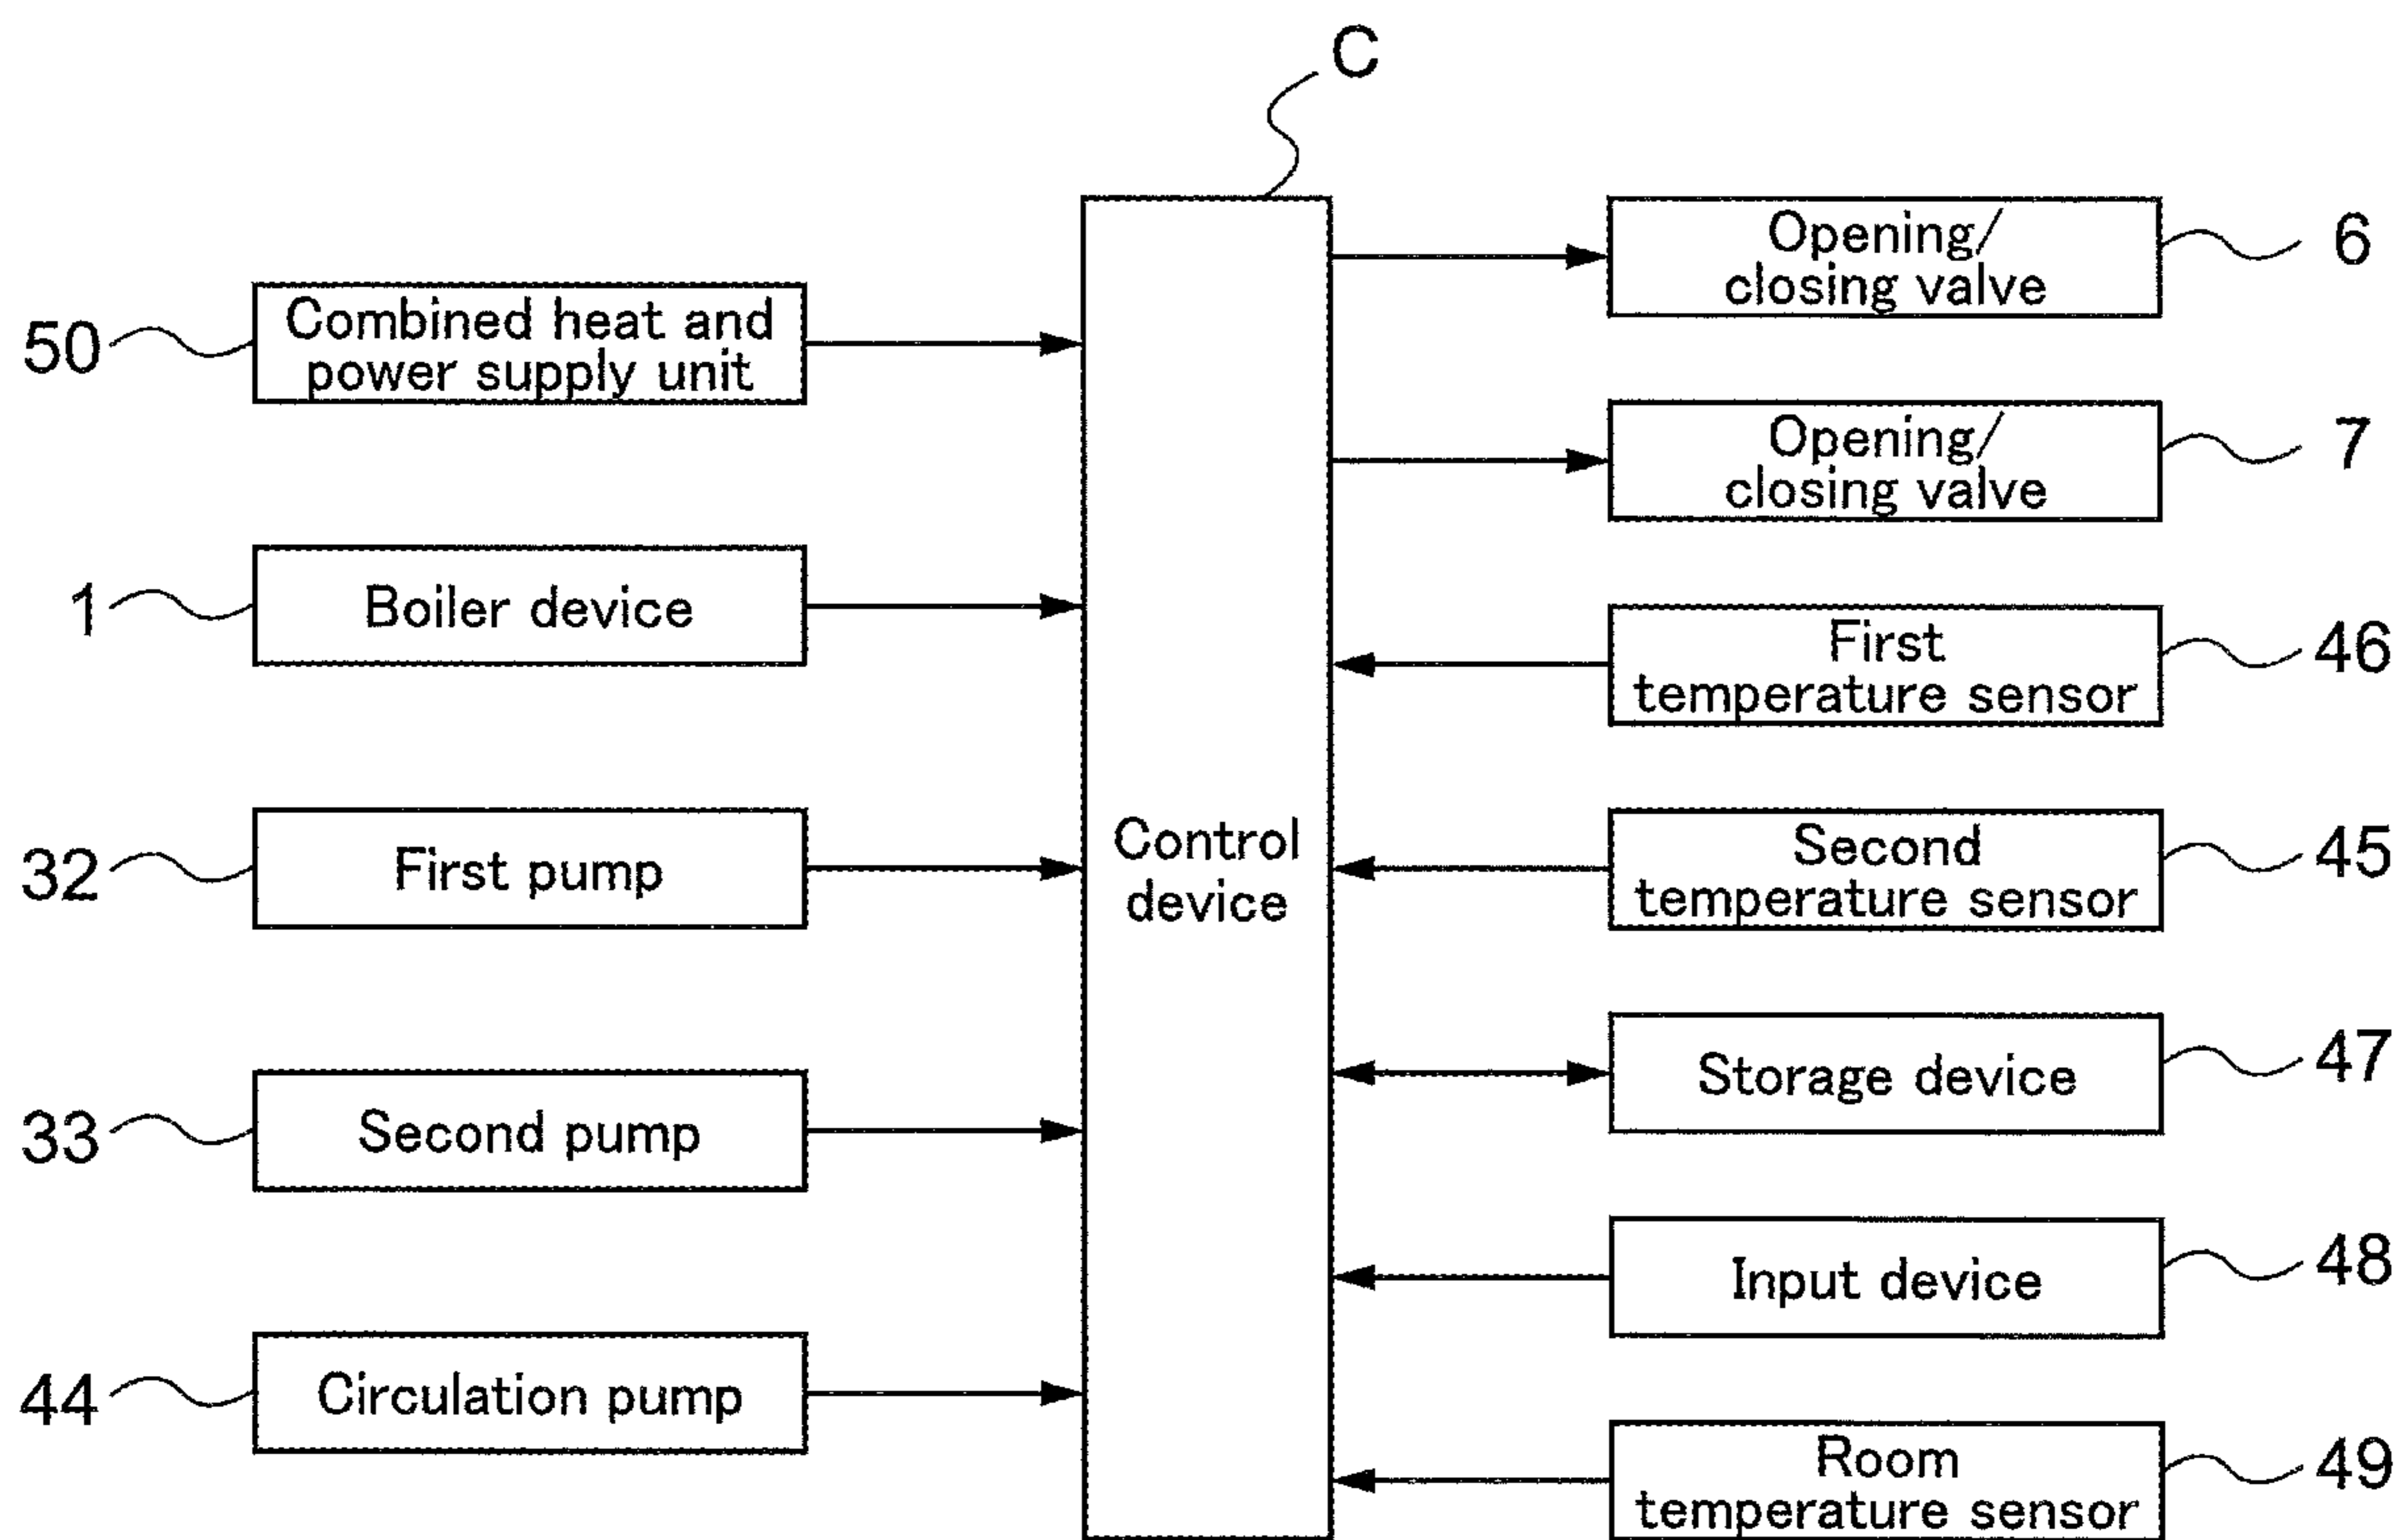 C
50
Combined heat and
power supply unit
1
Boiler device
32
First pump
33
Second pump
44
Circulation pump
Control
device
Opening/
closing valve
6
Opening/
closing valve
7
First
temperature sensor
46
Second
temperature sensor
45
Storage device
47
Input device
48
Room
temperature sensor
49